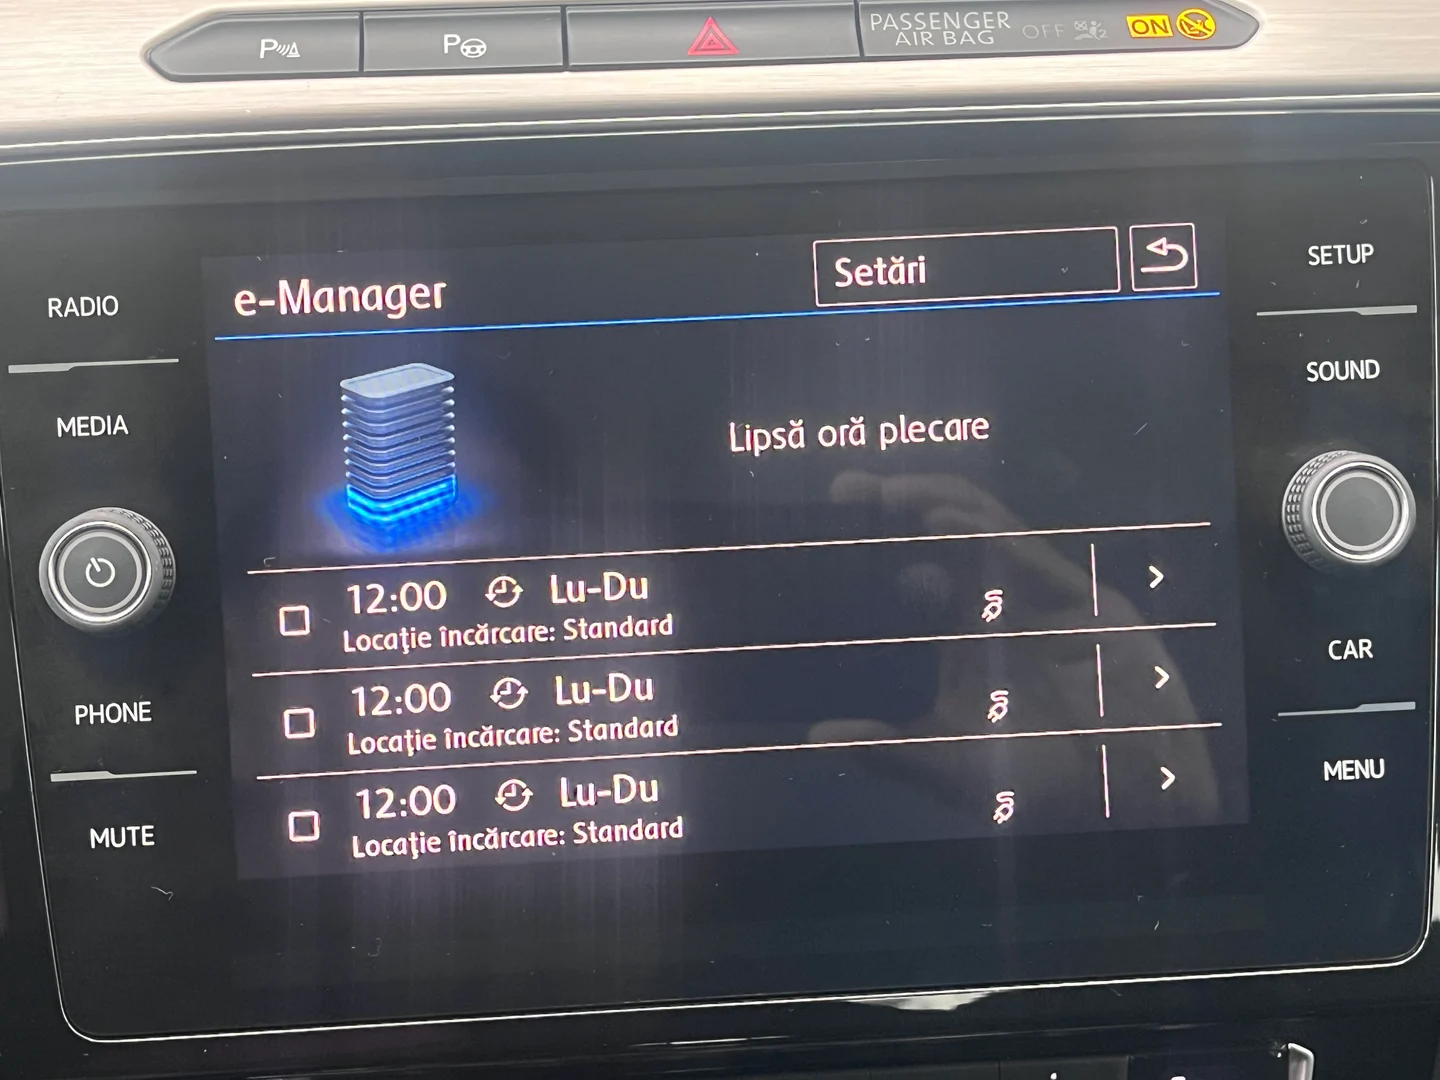 P
P
PASSENGER
AIR BAG
OFF
2
ON
RADIO
MEDIA
PHONE
MUTE
e-Manager
Setări
Lipsă oră plecare
12:00 Lu-Du
Locaţie încărcare: Standard
12:00 Lu-Du
Locaţie încărcare: Standard
12:00 Lu-Du
Locaţie încărcare: Standard
SETUP
SOUND
CAR
MENU